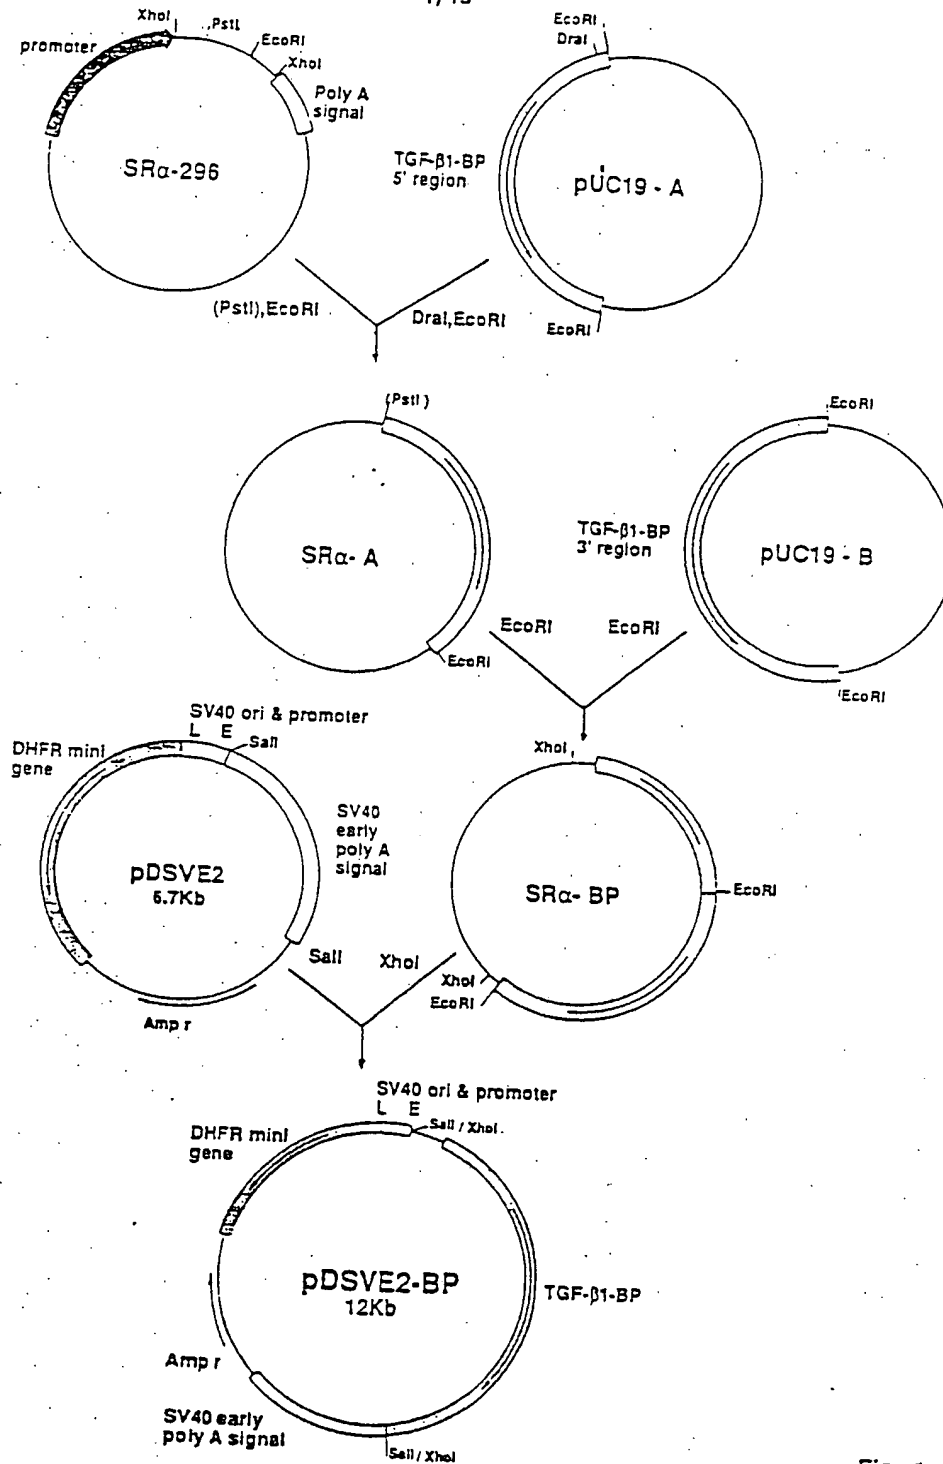 XhoI
PstI
EcoRI
XhoI
promoter
Poly A
signal
SRα-296
EcoRI
DraI
TGF-β1-BP
5' region
pUC19 - A
EcoRI
(PstI),EcoRI
DraI,EcoRI
(PstI)
SRα- A
EcoRI
EcoRI
TGF-β1-BP
3' region
pUC19 - B
EcoRI
EcoRI
EcoRI
SV40 ori & promoter
L E
SalI
DHFR mini
gene
SV40
early
poly A
signal
pDSVE2
5.7Kb
Amp r
SalI
XhoI
XhoI
SRα- BP
EcoRI
XhoI
EcoRI
SV40 ori & promoter
L E
SalI / XhoI
DHFR mini
gene
pDSVE2-BP
12Kb
TGF-β1-BP
Amp r
SV40 early
poly A signal
SalI / XhoI